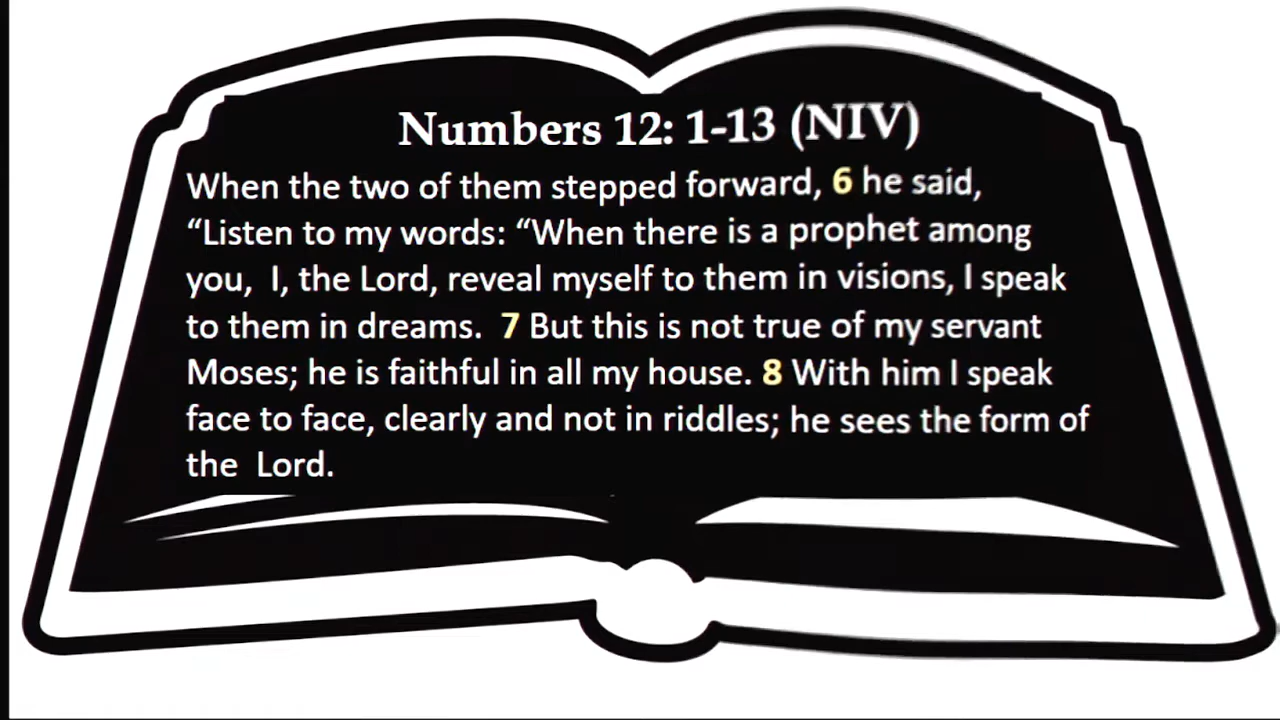 Numbers 12: 1-13 (NIV)
When the two of them stepped forward, 6 he said,
“Listen to my words: “When there is a prophet among
you,  I, the Lord, reveal myself to them in visions, I speak
to them in dreams.  7 But this is not true of my servant
Moses; he is faithful in all my house. 8 With him I speak
face to face, clearly and not in riddles; he sees the form of
the  Lord.